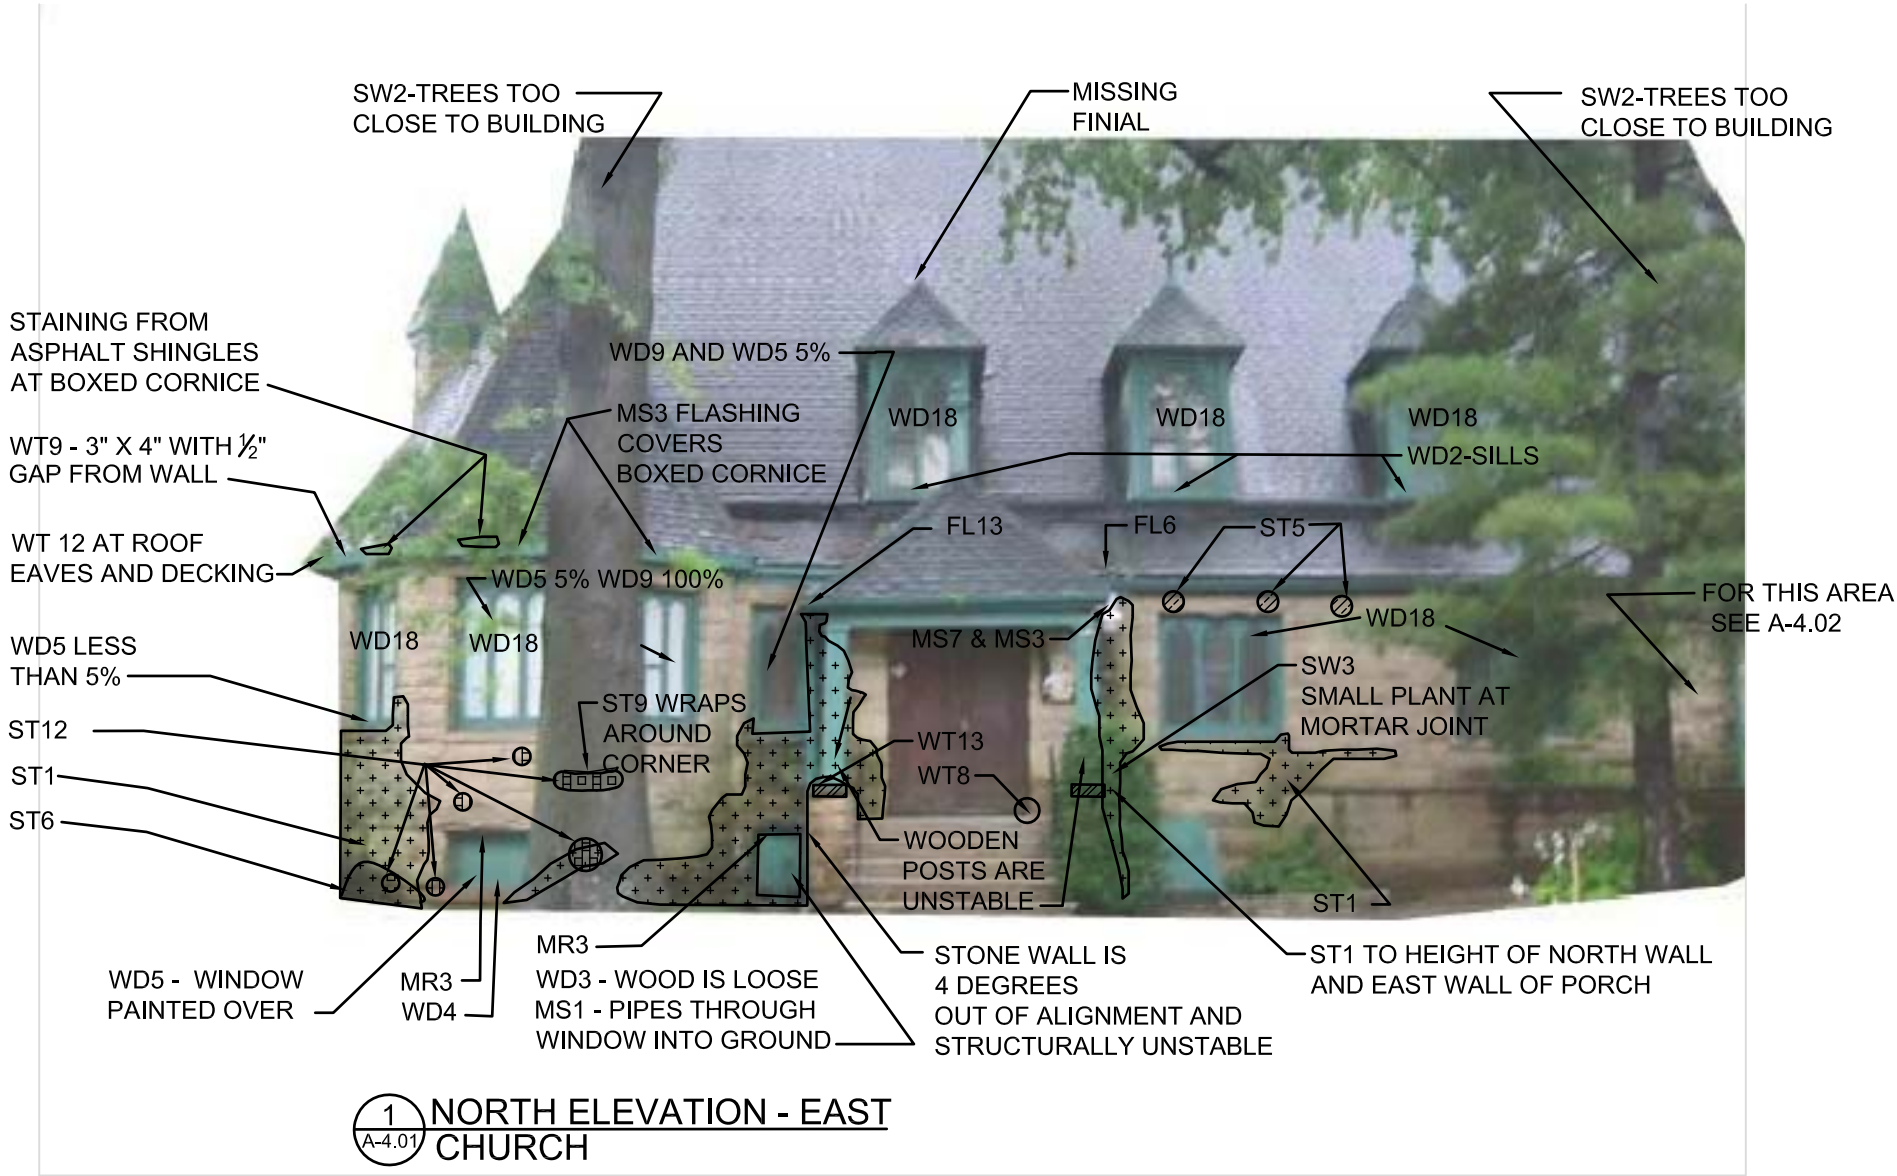 SW2-TREES TOO
CLOSE TO BUILDING
MISSING
FINIAL
SW2-TREES TOO
CLOSE TO BUILDING
STAINING FROM
ASPHALT SHINGLES
AT BOXED CORNICE
WD9 AND WD5 5%
MS3 FLASHING
COVERS
BOXED CORNICE
WD18
WD18
WD18
WD2-SILLS
WT9 - 3" X 4" WITH ½"
GAP FROM WALL
WT 12 AT ROOF
EAVES AND DECKING
FL13
FL6
ST5
WD5 5% WD9 100%
FOR THIS AREA
SEE A-4.02
WD18
WD18
MS7 & MS3
WD18
WD5 LESS
THAN 5%
SW3
SMALL PLANT AT
MORTAR JOINT
ST9 WRAPS
AROUND
CORNER
ST12
WT13
WT8
ST1
ST6
WOODEN
POSTS ARE
UNSTABLE
ST1
WD5 - WINDOW
PAINTED OVER
MR3
WD4
MR3
WD3 - WOOD IS LOOSE
MS1 - PIPES THROUGH
WINDOW INTO GROUND
STONE WALL IS
4 DEGREES
OUT OF ALIGNMENT AND
STRUCTURALLY UNSTABLE
ST1 TO HEIGHT OF NORTH WALL
AND EAST WALL OF PORCH
1
A-4.01
NORTH ELEVATION - EAST
CHURCH